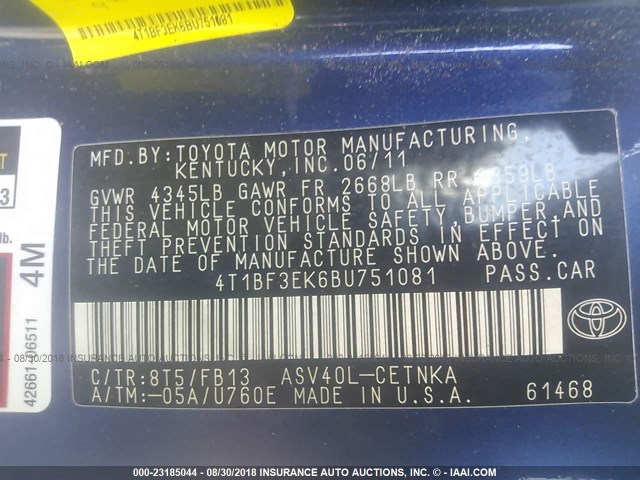 4T1BF3EK6BU751081
MFD.BY:TOYOTA MOTOR MANUFACTURING,
KENTUCKY,INC.06/11
GVWR 4345LB GAWR FR 2668LB RR
THIS VEHICLE CONFORMS TO ALL APPLICABLE
FEDERAL MOTOR VEHICLE SAFETY, BUMPER,AND
THEFT PREVENTION STANDARDS IN EFFECT ON
THE DATE OF MANUFACTURE SHOWN ABOVE.
4T1BF3EK6BU751081 PASS.CAR
C/TR:8T5/FB13 ASV40L-CETNKA
A/TM:-05A/U760E MADE IN U.S.A. 61468
lb.
4M
42661-06511
000-23185044 - 08/30/2018 - INSURANCE AUTO AUCTIONS INC. - © - IAAI.COM